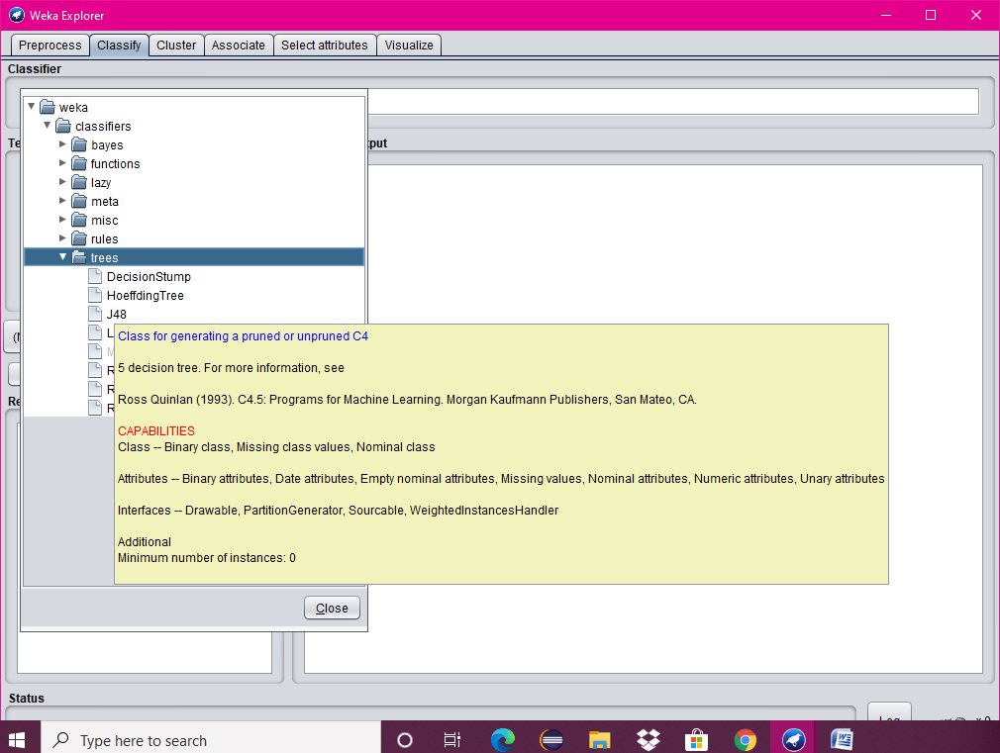 Weka Explorer
Preprocess
Classify
Cluster
Associate
Select attributes
Visualize
Classifier
weka
classifiers
bayes
functions
lazy
meta
misc
rules
trees
DecisionStump
HoeffdingTree
J48
Class for generating a pruned or unpruned C4
5 decision tree. For more information, see
Ross Quinlan (1993). C4.5: Programs for Machine Learning. Morgan Kaufmann Publishers, San Mateo, CA.
CAPABILITIES
Class -- Binary class, Missing class values, Nominal class
Attributes -- Binary attributes, Date attributes, Empty nominal attributes, Missing values, Nominal attributes, Numeric attributes, Unary attributes
Interfaces -- Drawable, PartitionGenerator, Sourcable, WeightedInstancesHandler
Additional
Minimum number of instances: 0
Close
Status
Log
x 0
Type here to search